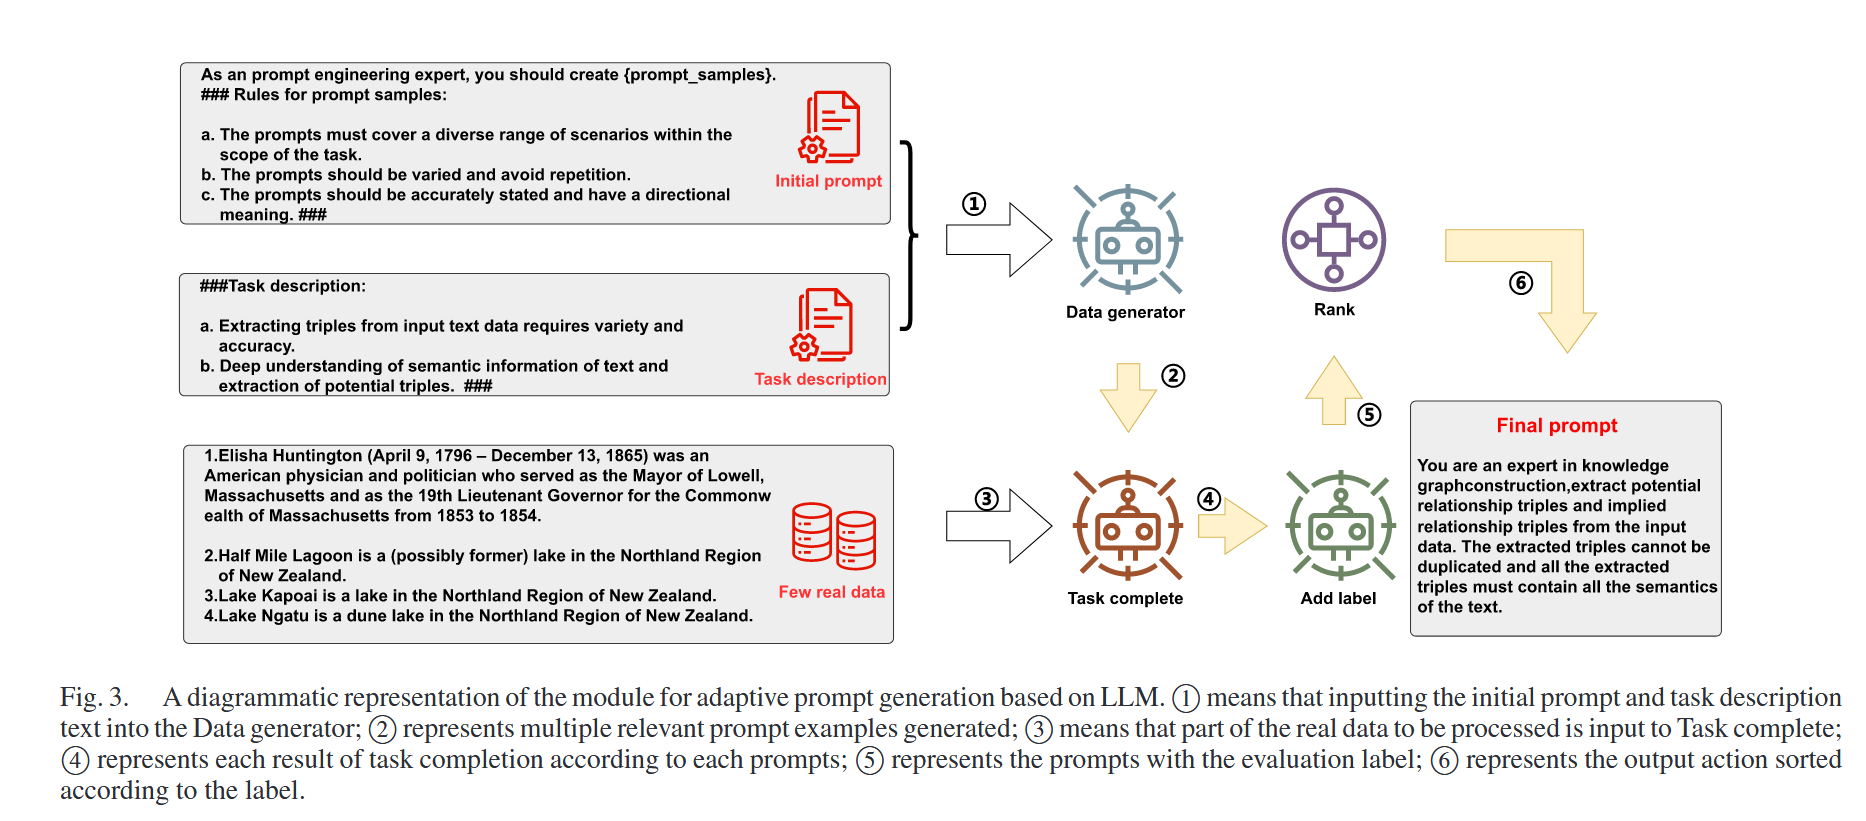 As an prompt engineering expert, you should create {prompt_samples}.
### Rules for prompt samples:
a. The prompts must cover a diverse range of scenarios within the
scope of the task.
b. The prompts should be varied and avoid repetition.
c. The prompts should be accurately stated and have a directional
meaning. ###
Initial prompt
###Task description:
a. Extracting triples from input text data requires variety and
accuracy.
b. Deep understanding of semantic information of text and
extraction of potential triples. ###
Task description
1.Elisha Huntington (April 9, 1796 – December 13, 1865) was an
American physician and politician who served as the Mayor of Lowell,
Massachusetts and as the 19th Lieutenant Governor for the Commonw
ealth of Massachusetts from 1853 to 1854.
2.Half Mile Lagoon is a (possibly former) lake in the Northland Region
of New Zealand.
3.Lake Kapoai is a lake in the Northland Region of New Zealand.
4.Lake Ngatu is a dune lake in the Northland Region of New Zealand.
Few real data
①
Data generator
②
③
Task complete
④
Add label
⑤
Rank
⑥
Final prompt
You are an expert in knowledge
graphconstruction,extract potential
relationship triples and implied
relationship triples from the input
data. The extracted triples cannot be
duplicated and all the extracted
triples must contain all the semantics
of the text.
Fig. 3. A diagrammatic representation of the module for adaptive prompt generation based on LLM. ① means that inputting the initial prompt and task description
text into the Data generator; ② represents multiple relevant prompt examples generated; ③ means that part of the real data to be processed is input to Task complete;
④ represents each result of task completion according to each prompts; ⑤ represents the prompts with the evaluation label; ⑥ represents the output action sorted
according to the label.